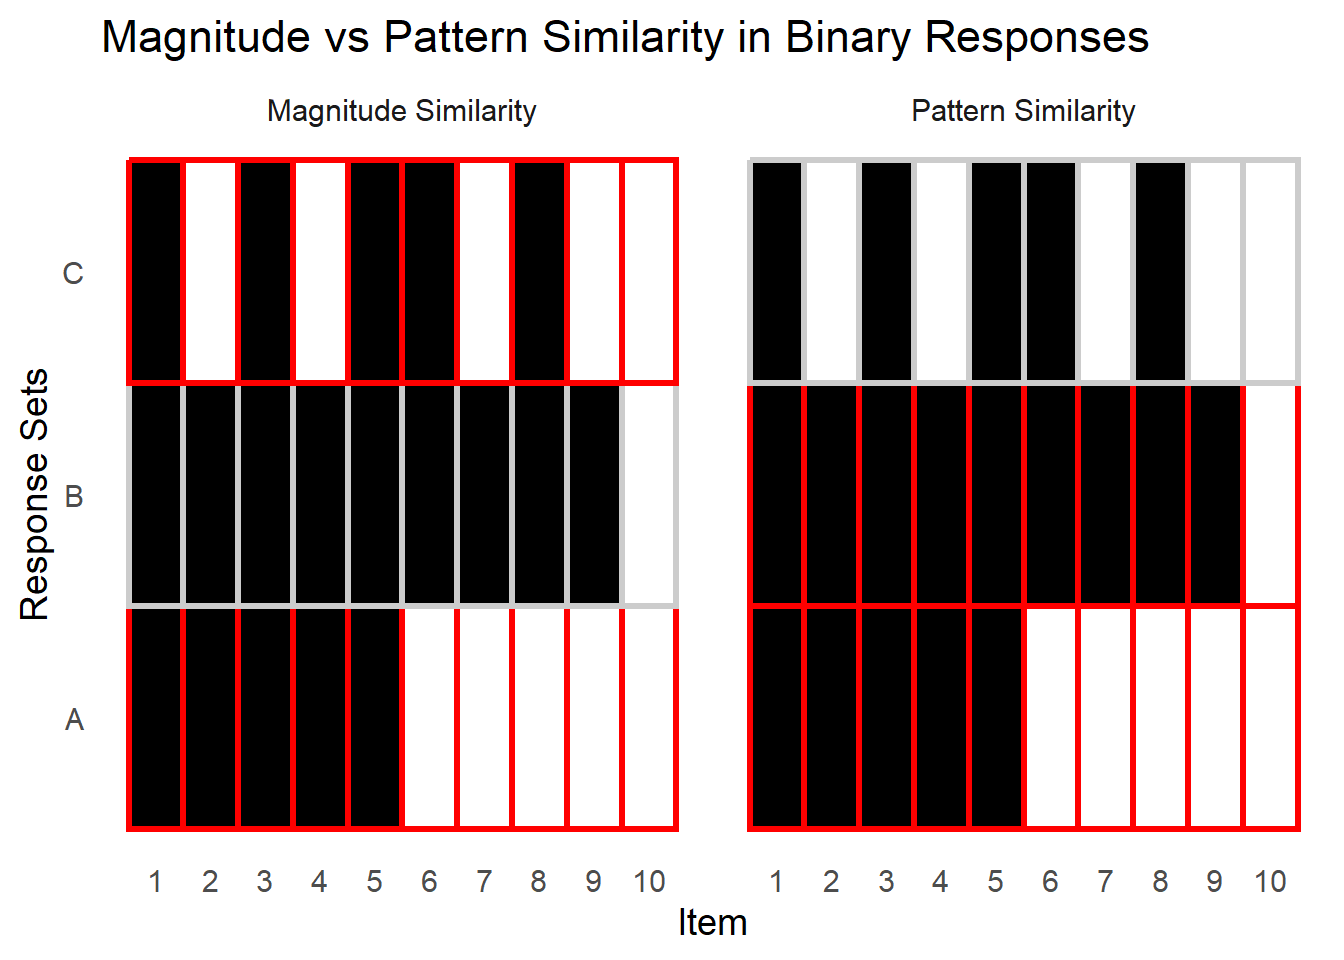 Magnitude vs Pattern Similarity in Binary Responses
Magnitude Similarity
Pattern Similarity
Response Sets
C
B
A
1 2 3 4 5 6 7 8 9 10
1 2 3 4 5 6 7 8 9 10
Item